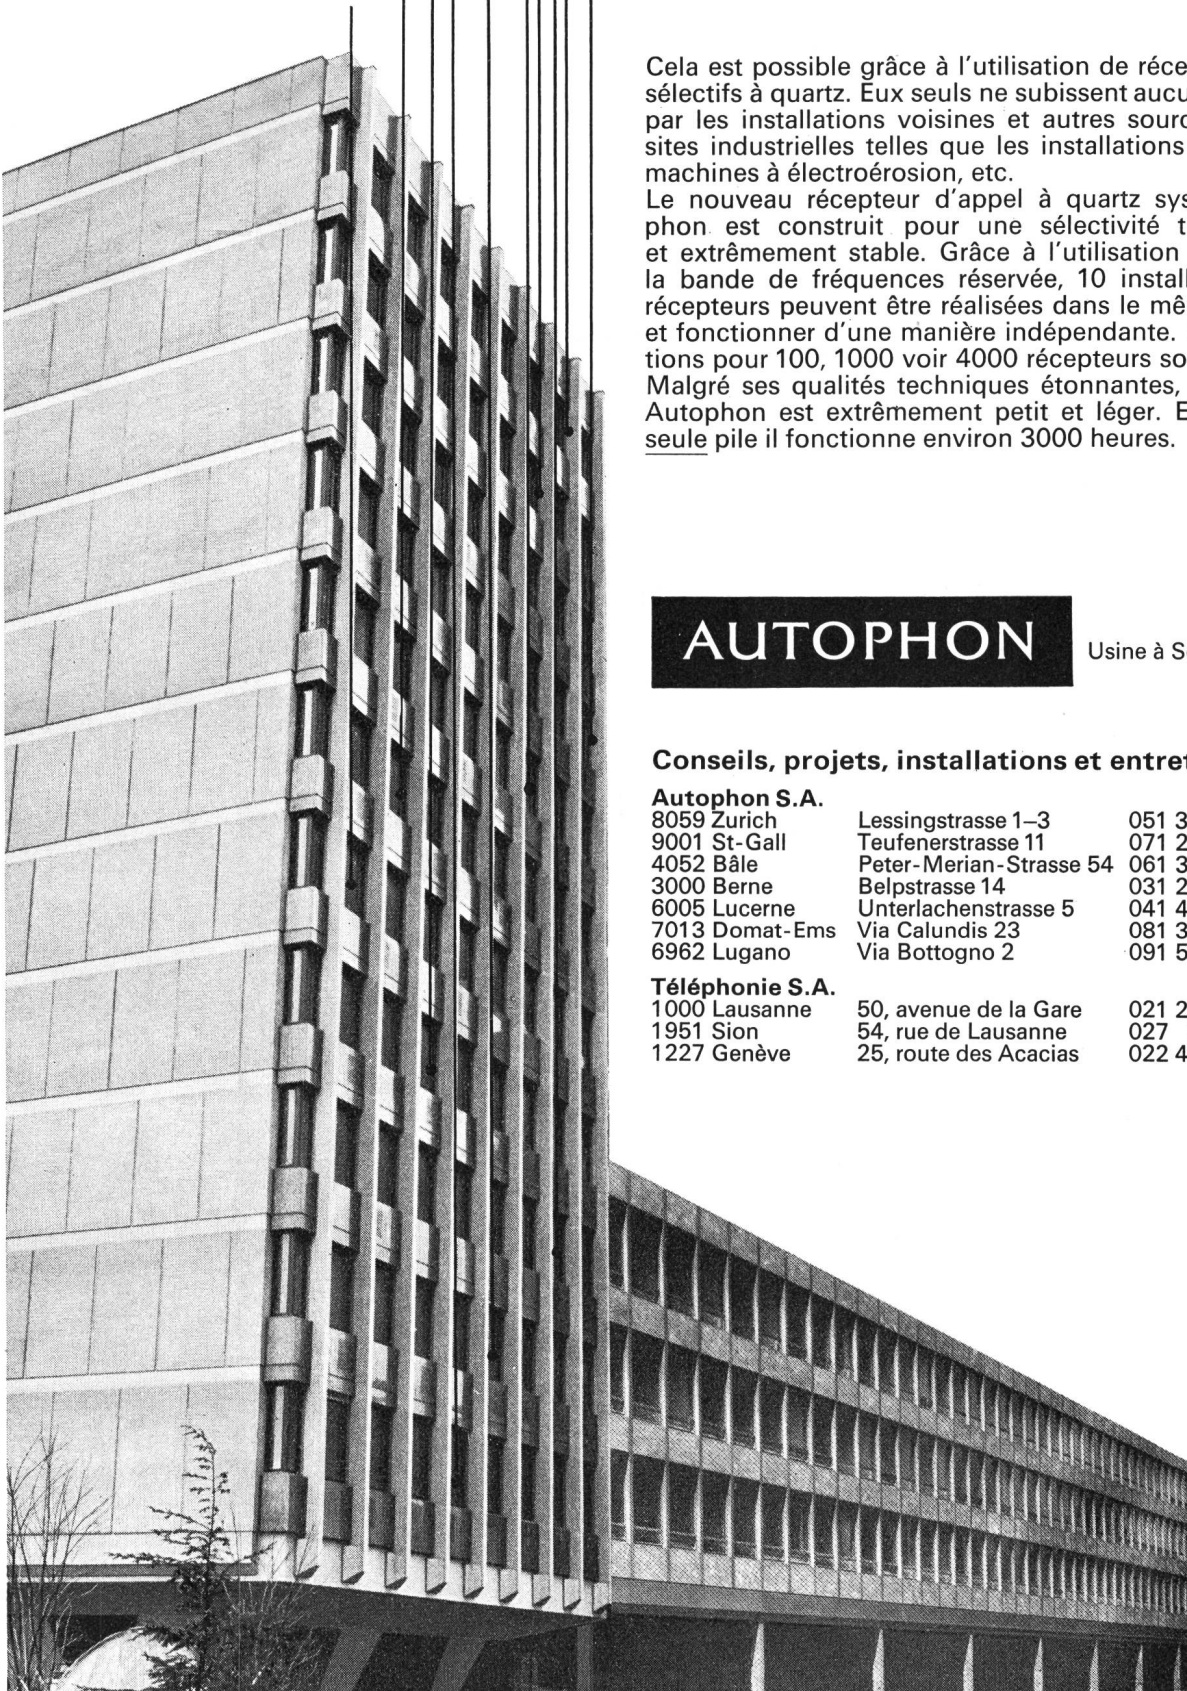 Cela est possible grâce à l'utilisation de réce
sélectifs à quartz. Eux seuls ne subissent aucu
par les installations voisines et autres sourc
sites industrielles telles que les installations
machines à électroérosion, etc.
Le nouveau récepteur d'appel à quartz sys
phon est construit pour une sélectivité t
et extrêmement stable. Grâce à l'utilisation
la bande de fréquences réservée, 10 install
récepteurs peuvent être réalisées dans le mê
et fonctionner d'une manière indépendante.
tions pour 100, 1000 voir 4000 récepteurs so
Malgré ses qualités techniques étonnantes,
Autophon est extrêmement petit et léger. E
seule pile il fonctionne environ 3000 heures.
AUTOPHON Usine à S
Conseils, projets, installations et entret
Autophon S.A.
8059 Zurich Lessingstrasse 1–3 051 3
9001 St-Gall Teufenerstrasse 11 071 2
4052 Bâle Peter-Merian-Strasse 54 061 3
3000 Berne Belpstrasse 14 031 2
6005 Lucerne Unterlachenstrasse 5 041 4
7013 Domat-Ems Via Calundis 23 081 3
6962 Lugano Via Bottogno 2 091 5
Téléphonie S.A.
1000 Lausanne 50, avenue de la Gare 021 2
1951 Sion 54, rue de Lausanne 027
1227 Genève 25, route des Acacias 022 4